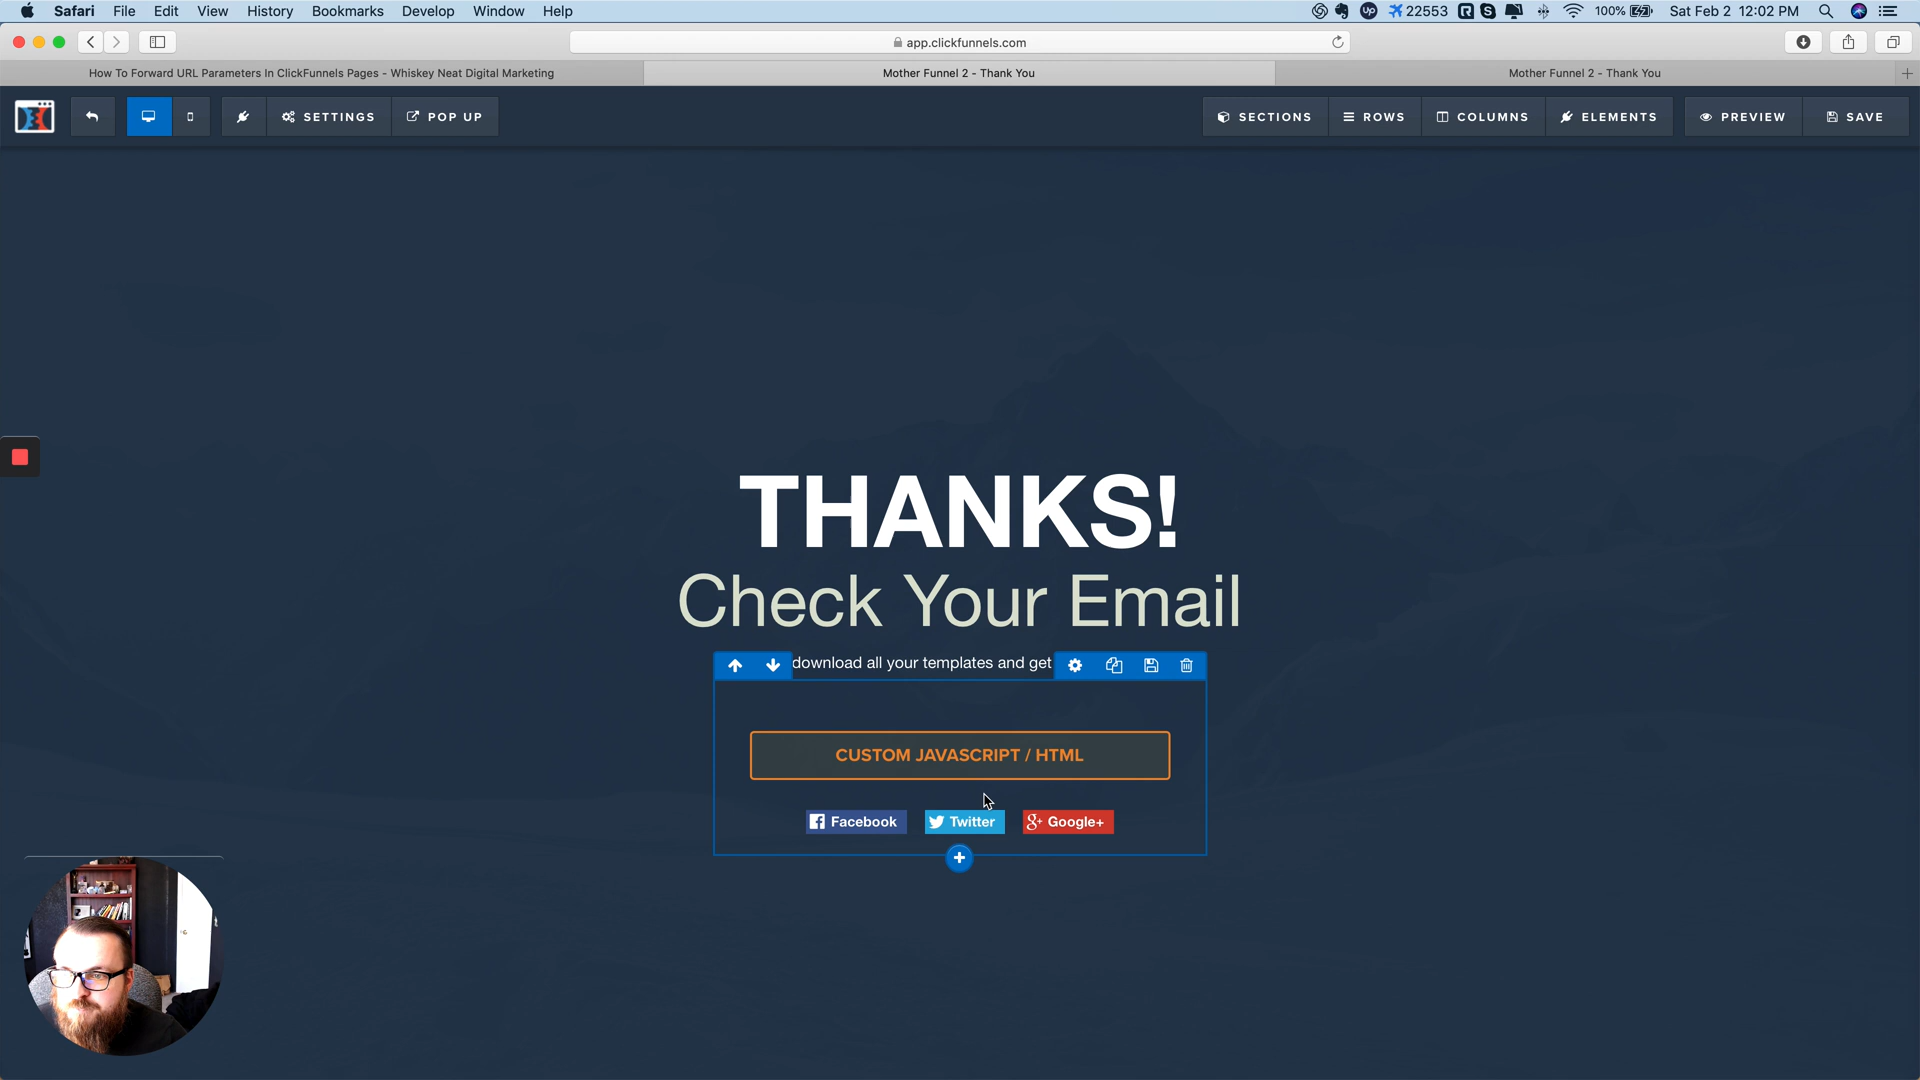 Safari File Edit View History Bookmarks Develop Window Help
Up 22553 100% Sat Feb 2 12:02 PM
app.clickfunnels.com
How To Forward URL Parameters In ClickFunnels Pages - Whiskey Neat Digital Marketing
Mother Funnel 2 - Thank You
Mother Funnel 2 - Thank You
SETTINGS POP UP SECTIONS ROWS COLUMNS ELEMENTS PREVIEW SAVE
THANKS!
Check Your Email
download all your templates and get
CUSTOM JAVASCRIPT / HTML
Facebook Twitter Google+